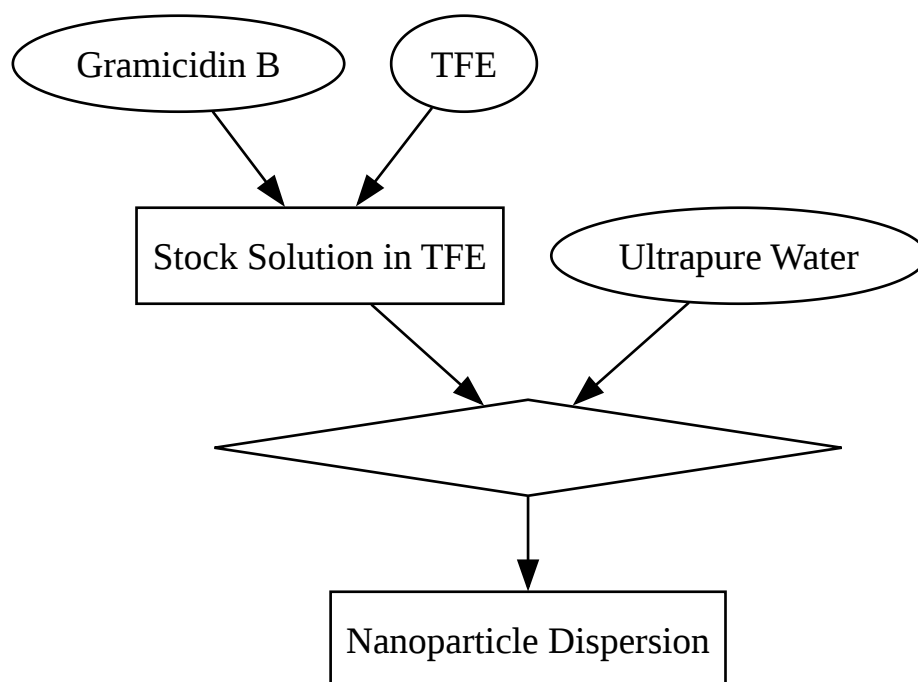 Gramicidin B
TFE
Stock Solution in TFE
Ultrapure Water
Nanoparticle Dispersion